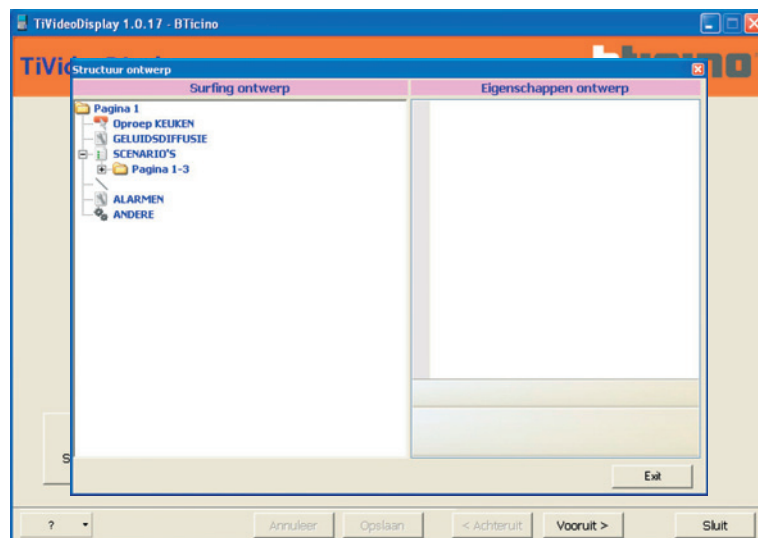 TiVideoDisplay 1.0.17 - BTicino
TiVid
Structuur ontwerp
Surfing ontwerp
Eigenschappen ontwerp
Pagina 1
Oproep KEUKEN
GELUIDSDIFFUSIE
SCENARIO'S
Pagina 1-3
ALARMEN
ANDERE
S
Exit
?
Annuleer
Opslaan
< Achteruit
Vooruit >
Sluit